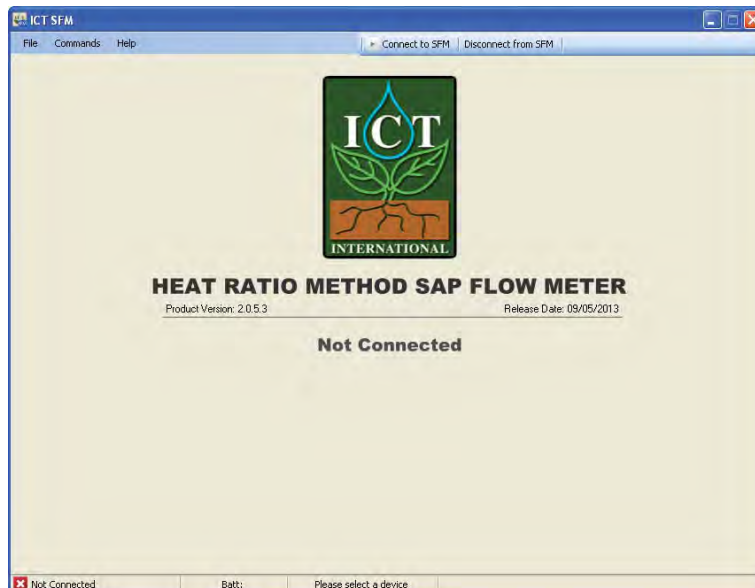 ICT SFM
File Commands Help Connect to SFM Disconnect from SFM
ICT
INTERNATIONAL
HEAT RATIO METHOD SAP FLOW METER
Product Version: 2.0.5.3 Release Date: 09/05/2013
Not Connected
Not Connected Batt: Please select a device